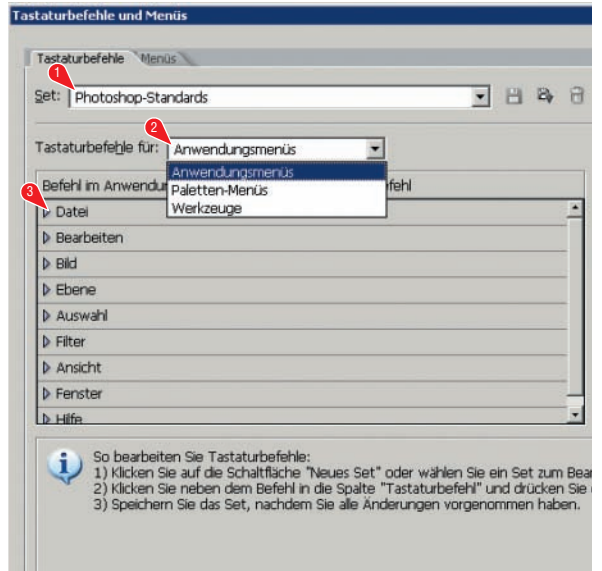 Tastaturbefehle und Menüs
Tastaturbefehle Menüs
1
Set: Photoshop-Standards
2
Tastaturbefehle für: Anwendungsmenüs
Anwendungsmenüs
Befehl im Anwendu fehl
Paletten-Menüs
3
Werkzeuge
Datei
Bearbeiten
Bild
Ebene
Auswahl
Filter
Ansicht
Fenster
Hilfe
So bearbeiten Sie Tastaturbefehle:
1) Klicken Sie auf die Schaltfläche "Neues Set" oder wählen Sie ein Set zum Bear
2) Klicken Sie neben dem Befehl in die Spalte "Tastaturbefehl" und drücken Sie
3) Speichern Sie das Set, nachdem Sie alle Änderungen vorgenommen haben.